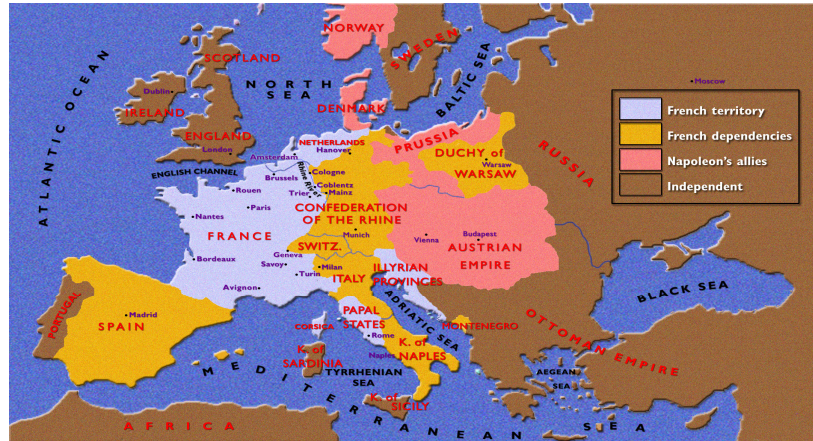 NORWAY
SWEDEN
SCOTLAND
NORTH
SEA
BALTIC SEA
ATLANTIC OCEAN
Moscow
Dublin
IRELAND
DENMARK
ENGLAND
London
NETHERLANDS
Hanover
Amsterdam
PRUSSIA
DUCHY of
WARSAW
Warsaw
RUSSIA
French territory
French dependencies
Napoleon's allies
Independent
ENGLISH CHANNEL
Brussels
Rhine River
Cologne
Coblentz
Mainz
Trier
Rouen
Paris
Nantes
CONFEDERATION
OF THE RHINE
Munich
FRANCE
SWITZ.
Geneva
Savoy
Vienna
Budapest
AUSTRIAN
EMPIRE
Bordeaux
Milan
Turin
ITALY
ILLYRIAN
PROVINCES
Avignon
BLACK SEA
PORTUGAL
Madrid
SPAIN
CORSICA
PAPAL
STATES
Rome
ADRIATIC SEA
MONTENEGRO
OTTOMAN EMPIRE
K. of
SARDINIA
Naples
K. of
NAPLES
TYRRHENIAN
SEA
AEGEAN
SEA
K. of
SICILY
MEDITERRANEAN SEA
AFRICA